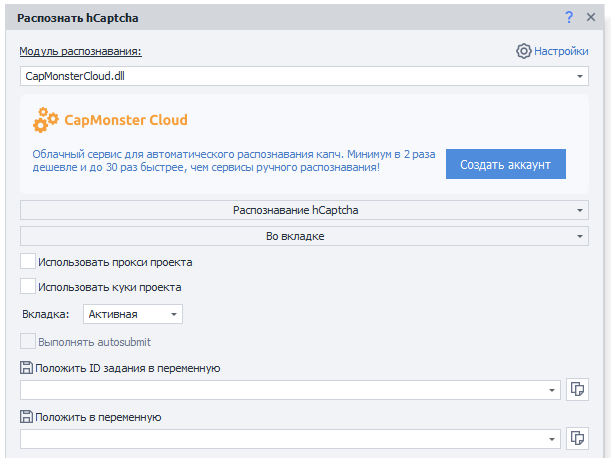 Распознать hCaptcha
?
Модуль распознавания:
Настройки
CapMonsterCloud.dll
CapMonster Cloud
Облачный сервис для автоматического распознавания капч. Минимум в 2 раза
дешевле и до 30 раз быстрее, чем сервисы ручного распознавания!
Создать аккаунт
Распознавание hCaptcha
Во вкладке
Использовать прокси проекта
Использовать куки проекта
Вкладка:
Активная
Выполнять autosubmit
Положить ID задания в переменную
Положить в переменную